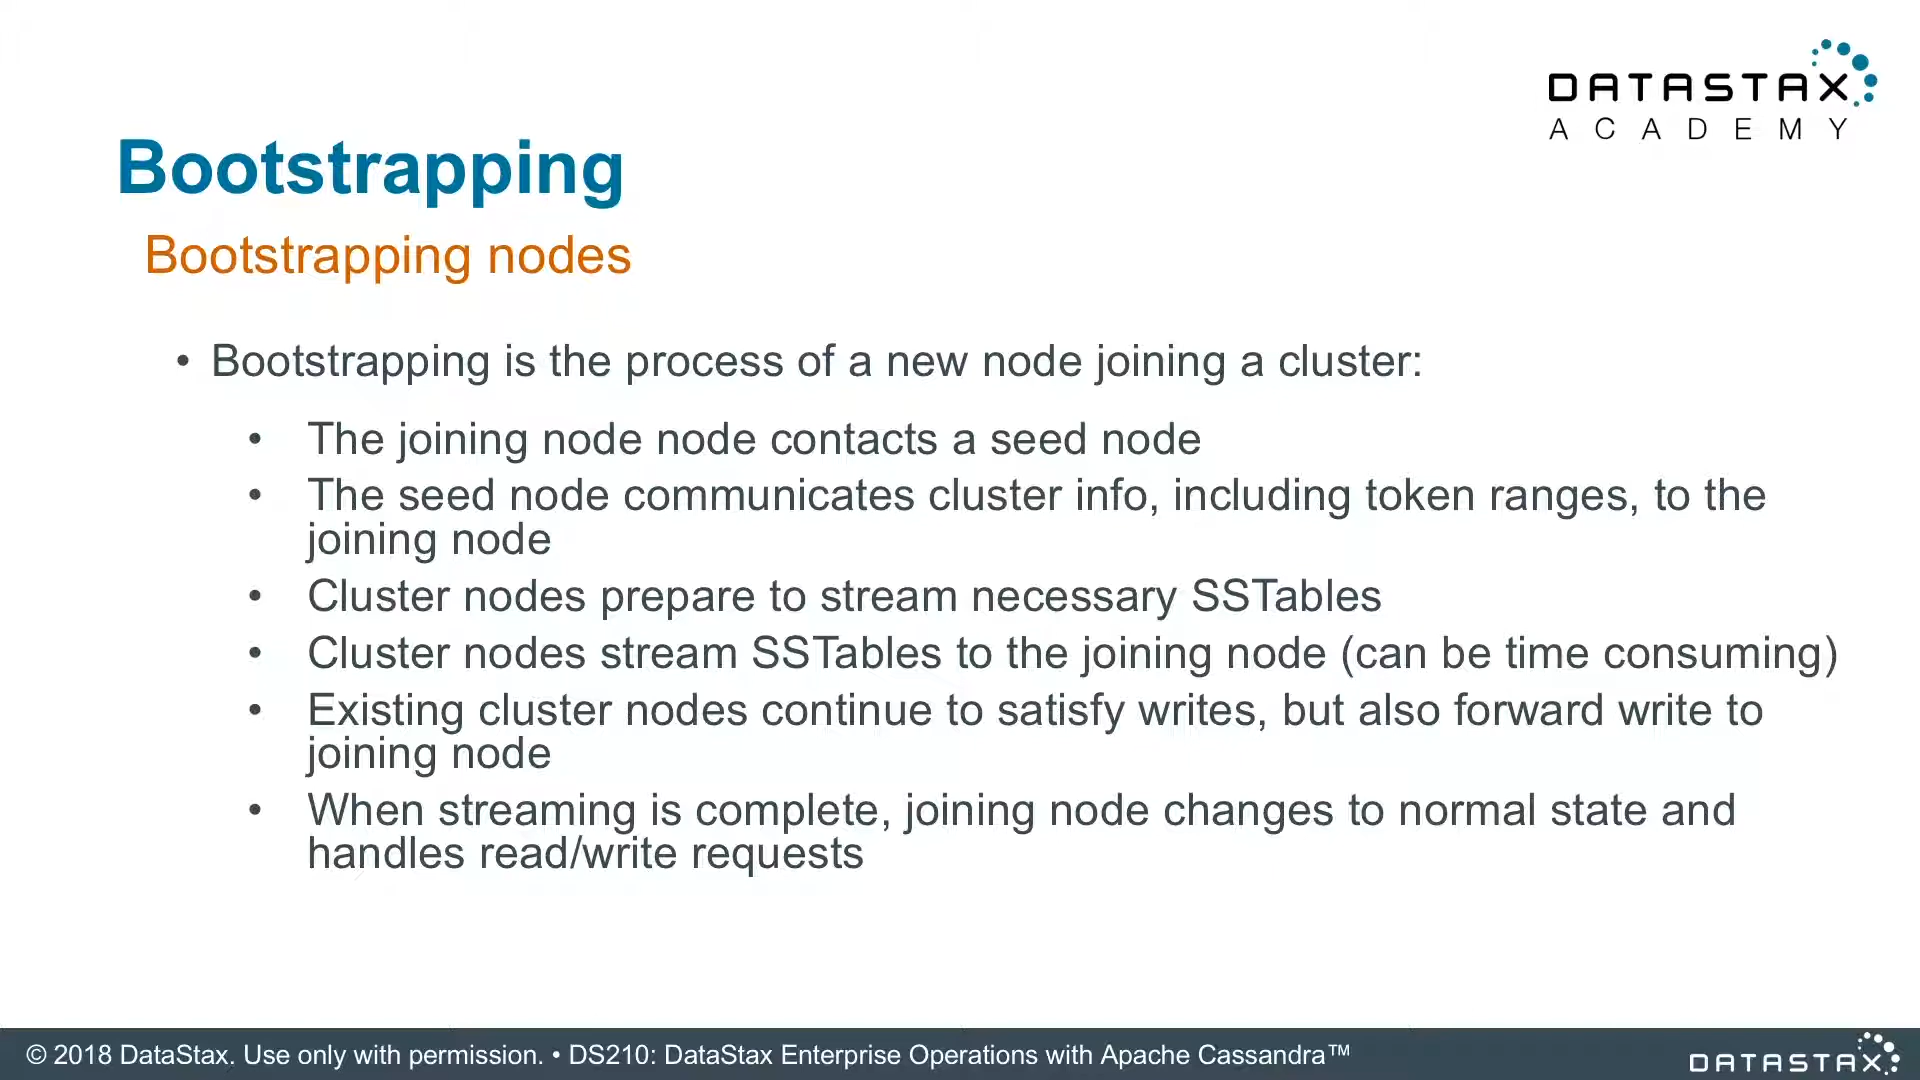 DATASTAX
ACADEMY
Bootstrapping
Bootstrapping nodes
• Bootstrapping is the process of a new node joining a cluster:
• The joining node node contacts a seed node
• The seed node communicates cluster info, including token ranges, to the
joining node
• Cluster nodes prepare to stream necessary SSTables
• Cluster nodes stream SSTables to the joining node (can be time consuming)
• Existing cluster nodes continue to satisfy writes, but also forward write to
joining node
• When streaming is complete, joining node changes to normal state and
handles read/write requests
© 2018 DataStax. Use only with permission. • DS210: DataStax Enterprise Operations with Apache Cassandra™
DATASTAX